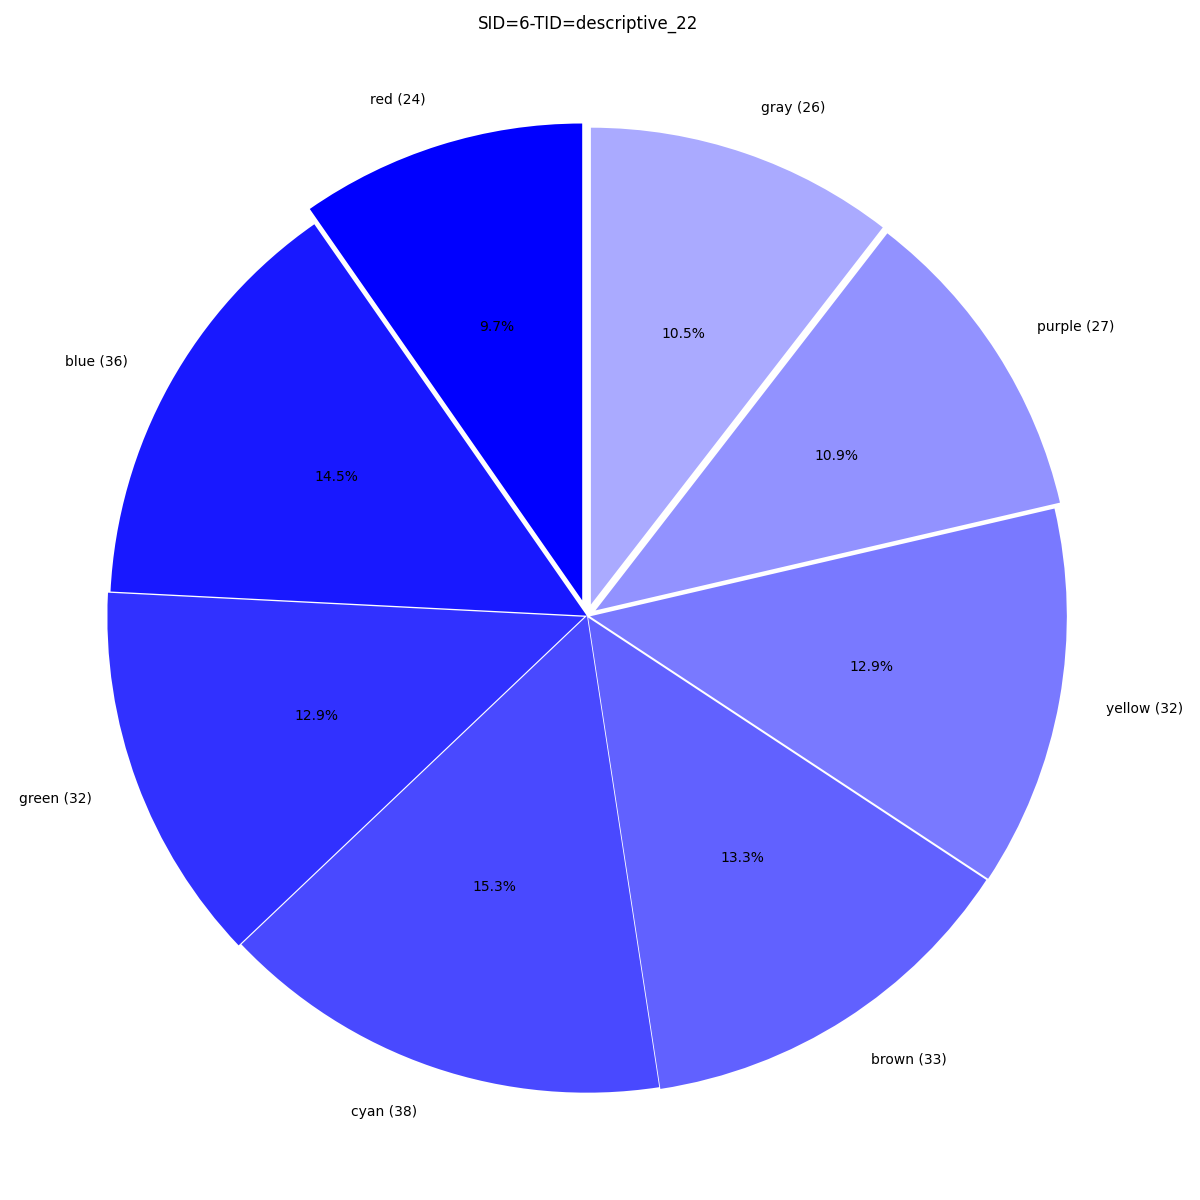 SID=6-TID=descriptive_22
red (24)
gray (26)
purple (27)
9.7%
10.5%
blue (36)
10.9%
14.5%
12.9%
yellow (32)
12.9%
green (32)
13.3%
15.3%
brown (33)
cyan (38)